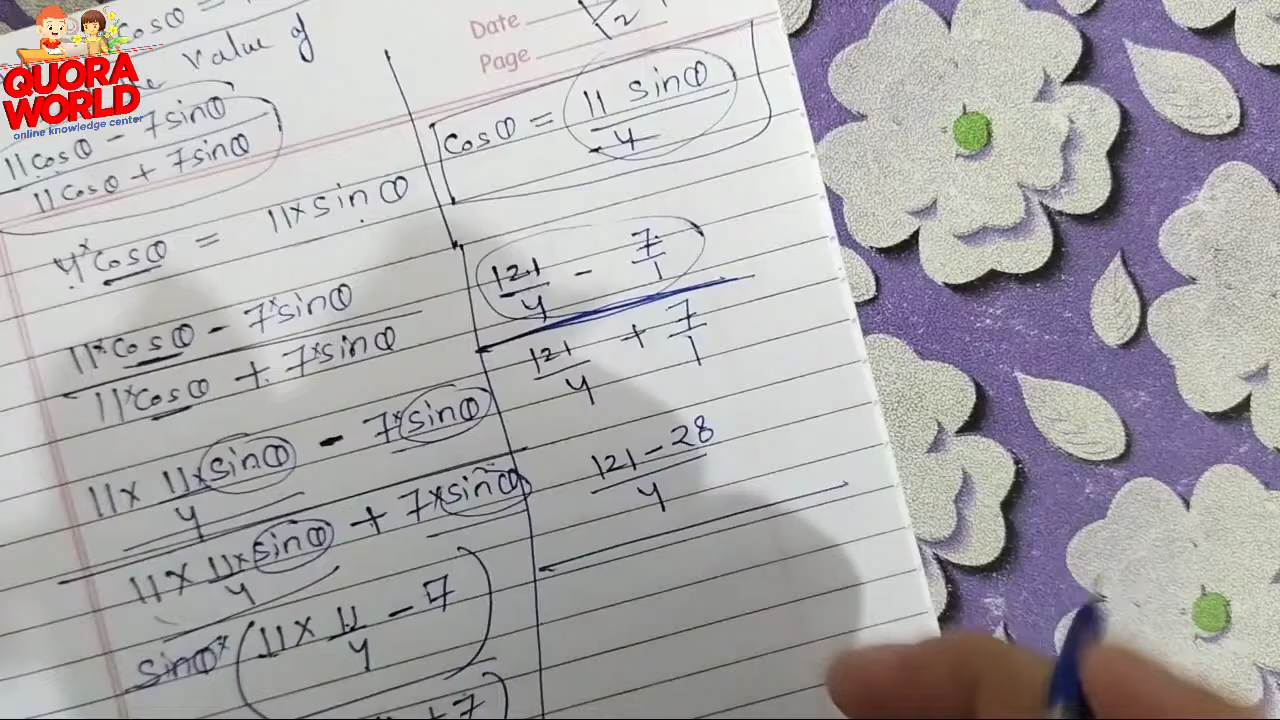 QUORA
WORLD
online knowledge center
cosθ =
value of
11cosθ - 7sinθ
11cosθ + 7sinθ
4×cosθ = 11×sinθ
11×cosθ - 7×sinθ
11×cosθ + 7×sinθ
11× 11×sinθ/4 - 7×sinθ
11× 11×sinθ/4 + 7×sinθ
sinθ×(11× 11/4 - 7)
+7)
Date
Page
2
cosθ = 11 sinθ/4
121/4 - 7/1
121/4 + 7/1
121-28/4